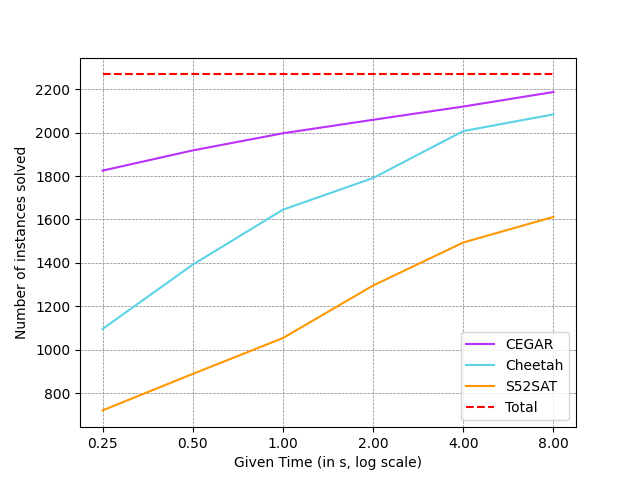 2200
2000
1800
1600
1400
1200
1000
800
Number of instances solved
CEGAR
Cheetah
S52SAT
Total
0.25 0.50 1.00 2.00 4.00 8.00
Given Time (in s, log scale)